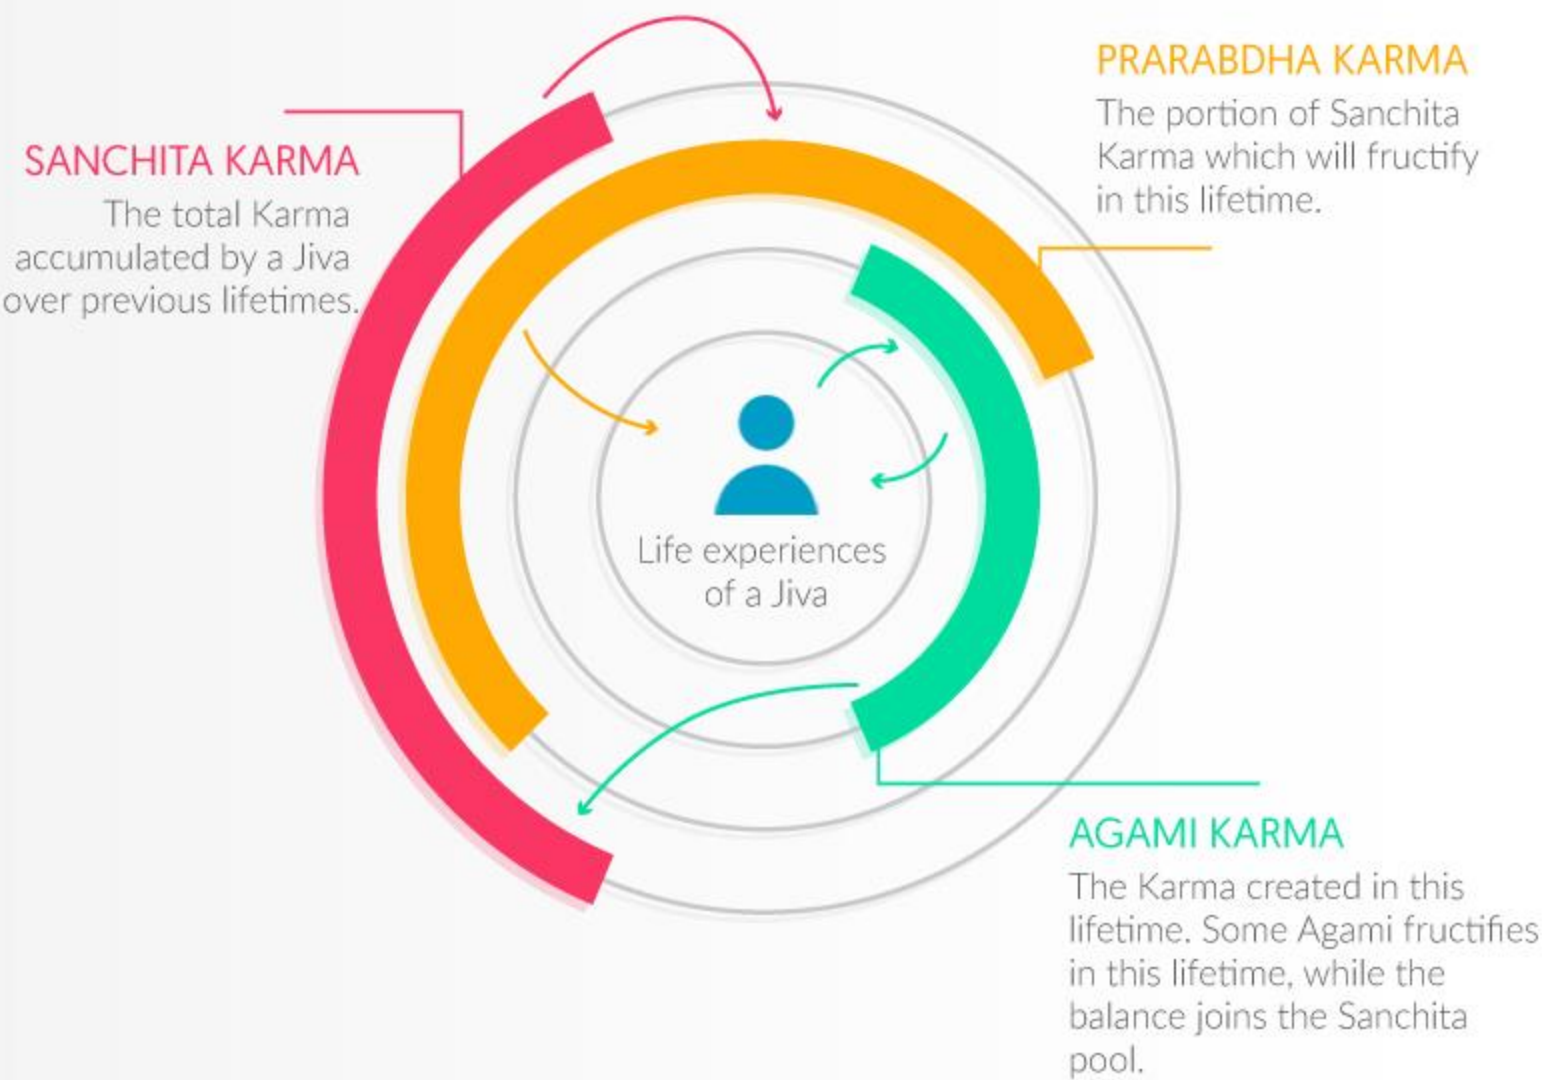 SANCHITA KARMA
The total Karma
accumulated by a Jiva
over previous lifetimes.
PRARABDHA KARMA
The portion of Sanchita
Karma which will fructify
in this lifetime.
Life experiences
of a Jiva
AGAMI KARMA
The Karma created in this
lifetime. Some Agami fructifies
in this lifetime, while the
balance joins the Sanchita
pool.